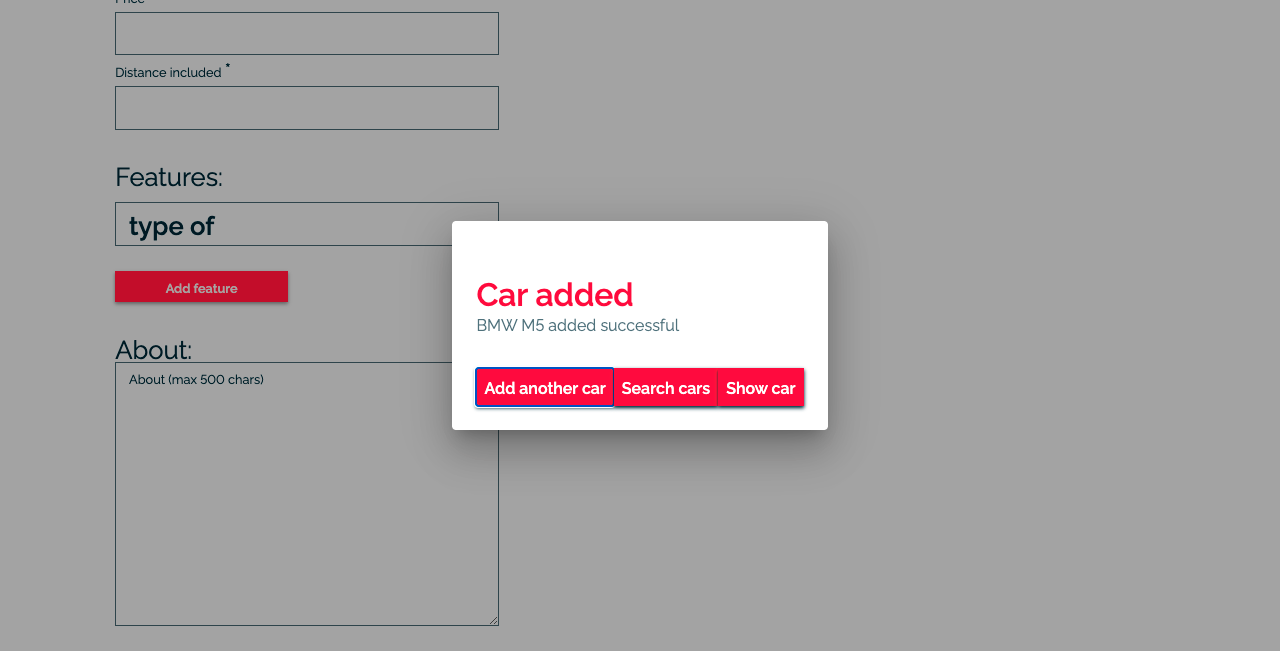 Price
Distance included *
Features:
type of
Add feature
About:
About (max 500 chars)
Car added
BMW M5 added successful
Add another car
Search cars
Show car